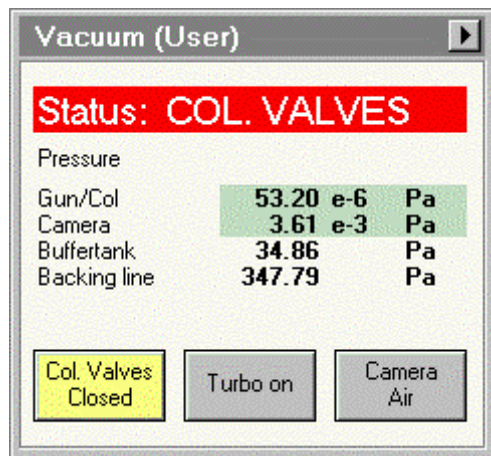 Vacuum (User)
Status: COL. VALVES
Pressure
Gun/Col 53.20 e-6 Pa
Camera 3.61 e-3 Pa
Buffertank 34.86 Pa
Backing line 347.79 Pa
Col. Valves
Closed
Turbo on
Camera
Air